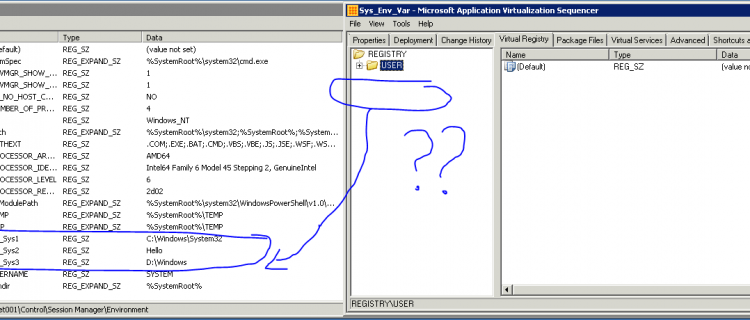 Type
Data
efault)
REG_SZ
(value not set)
mSpec
REG_EXPAND_SZ
%SystemRoot%\system32\cmd.exe
WMGR_SHOW_...
REG_SZ
1
WMGR_SHOW_...
REG_SZ
1
_NO_HOST_C...
REG_SZ
NO
MBER_OF_PR...
REG_SZ
4
REG_SZ
Windows_NT
th
REG_EXPAND_SZ
%SystemRoot%\system32;%SystemRoot%;%System...
THEXT
REG_SZ
.COM;.EXE;.BAT;.CMD;.VBS;.VBE;.JS;.JSE;.WSF;.WS...
OCESSOR_AR...
REG_SZ
AMD64
OCESSOR_IDE...
REG_SZ
Intel64 Family 6 Model 45 Stepping 2, GenuineIntel
OCESSOR_LEVEL
REG_SZ
6
OCESSOR_RE...
REG_SZ
2d02
ModulePath
REG_EXPAND_SZ
%SystemRoot%\system32\WindowsPowerShell\v1.0\...
MP
REG_EXPAND_SZ
%SystemRoot%\TEMP
P
REG_EXPAND_SZ
%SystemRoot%\TEMP
_Sys1
REG_SZ
C:\Windows\System32
_Sys2
REG_SZ
Hello
_Sys3
REG_SZ
D:\Windows
ERNAME
REG_SZ
SYSTEM
ndir
REG_EXPAND_SZ
%SystemRoot%
et001\Control\Session Manager\Environment
Sys_Env_Var - Microsoft Application Virtualization Sequencer
File View Tools Help
Properties Deployment Change History Virtual Registry Package Files Virtual Services Advanced Shortcuts a
REGISTRY
USER
Name
Type
Data
(Default)
REG_SZ
(value no
??
REGISTRY\USER